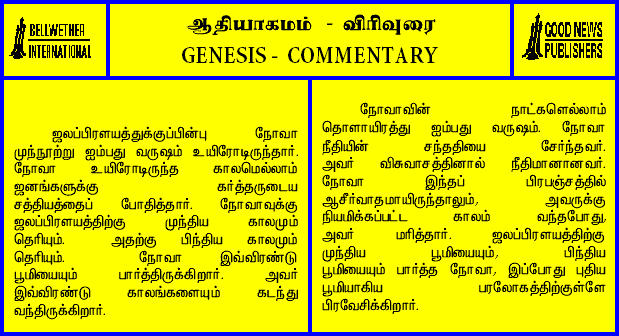 BELLWETHER
INTERNATIONAL
ஆதியாகமம் - விரிவுரை
GENESIS - COMMENTARY
GOOD NEWS
PUBLISHERS
ஜலப்பிரளயத்துக்குப்பின்பு நோவா
முந்நூற்று ஐம்பது வருஷம் உயிரோடிருந்தார்.
நோவா உயிரோடிருந்த காலமெல்லாம்
ஜனங்களுக்கு கர்த்தருடைய
சத்தியத்தைப் போதித்தார். நோவாவுக்கு
ஜலப்பிரளயத்திற்கு முந்திய காலமும்
தெரியும். அதற்கு பிந்திய காலமும்
தெரியும். நோவா இவ்விரண்டு
பூமியையும் பார்த்திருக்கிறார். அவர்
இவ்விரண்டு காலங்களையும் கடந்து
வந்திருக்கிறார்.
நோவாவின் நாட்களெல்லாம்
தொளாயிரத்து ஐம்பது வருஷம். நோவா
நீதியின் சந்ததியை சேர்ந்தவர்.
அவர் விசுவாசத்தினால் நீதிமானானவர்.
நோவா இந்தப் பிரபஞ்சத்தில்
ஆசீர்வாதமாயிருந்தாலும், அவருக்கு
நியமிக்கப்பட்ட காலம் வந்தபோது,
அவர் மரித்தார். ஜலப்பிரளயத்திற்கு
முந்திய பூமியையும், பிந்திய
பூமியையும் பார்த்த நோவா, இப்போது புதிய
பூமியாகிய பரலோகத்திற்குள்ளே
பிரவேசிக்கிறார்.